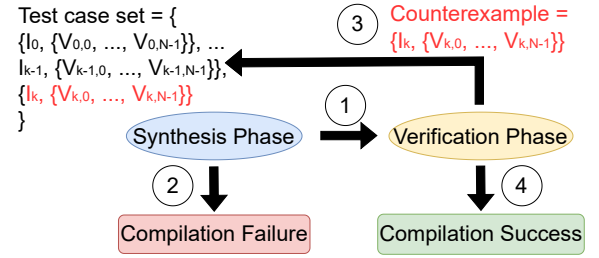 Test case set = {
{I0, {V0,0, ..., V0,N-1}}, ...
Ik-1, {Vk-1,0, ..., Vk-1,N-1}},
{Ik, {Vk,0, ..., Vk,N-1}}
}
3
Counterexample =
{Ik, {Vk,0, ..., Vk,N-1}}
1
Synthesis Phase
Verification Phase
2
4
Compilation Failure
Compilation Success